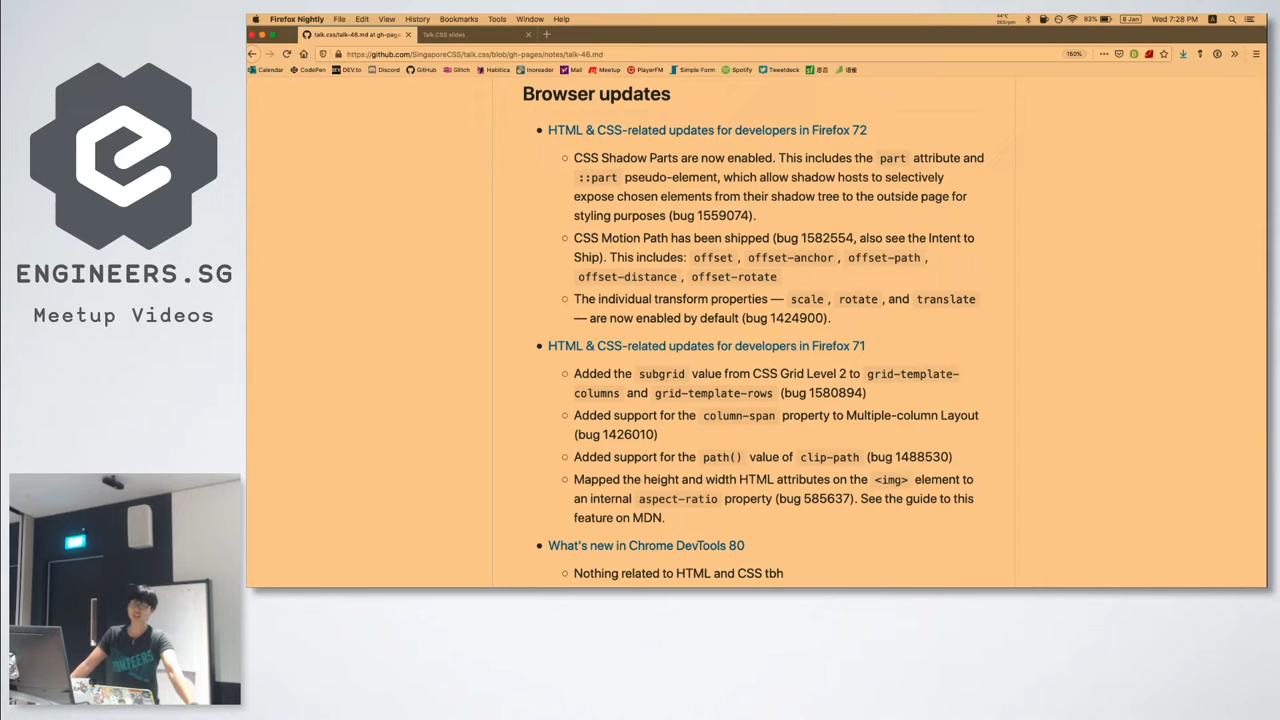 Firefox Nightly File Edit View History Bookmarks Tools Window Help
44°C
83%
8 Jan
Wed 7:28 PM
talk.css/talk-46.md at gh-page
Talk.CSS slides
https://github.com/SingaporeCSS/talk.css/blob/gh-pages/notes/talk-46.md
160%
Calendar CodePen DEV.to Discord GitHub Glitch Habitica Inoreader Mail Meetup PlayerFM Simple Form Spotify Tweetdeck 思否 语雀
Browser updates
HTML & CSS-related updates for developers in Firefox 72
CSS Shadow Parts are now enabled. This includes the part attribute and
::part pseudo-element, which allow shadow hosts to selectively
expose chosen elements from their shadow tree to the outside page for
styling purposes (bug 1559074).
CSS Motion Path has been shipped (bug 1582554, also see the Intent to
Ship). This includes: offset, offset-anchor, offset-path,
offset-distance, offset-rotate
The individual transform properties — scale, rotate, and translate
— are now enabled by default (bug 1424900).
HTML & CSS-related updates for developers in Firefox 71
Added the subgrid value from CSS Grid Level 2 to grid-template-
columns and grid-template-rows (bug 1580894)
Added support for the column-span property to Multiple-column Layout
(bug 1426010)
Added support for the path() value of clip-path (bug 1488530)
Mapped the height and width HTML attributes on the <img> element to
an internal aspect-ratio property (bug 585637). See the guide to this
feature on MDN.
What's new in Chrome DevTools 80
Nothing related to HTML and CSS tbh
ENGINEERS.SG
Meetup Videos